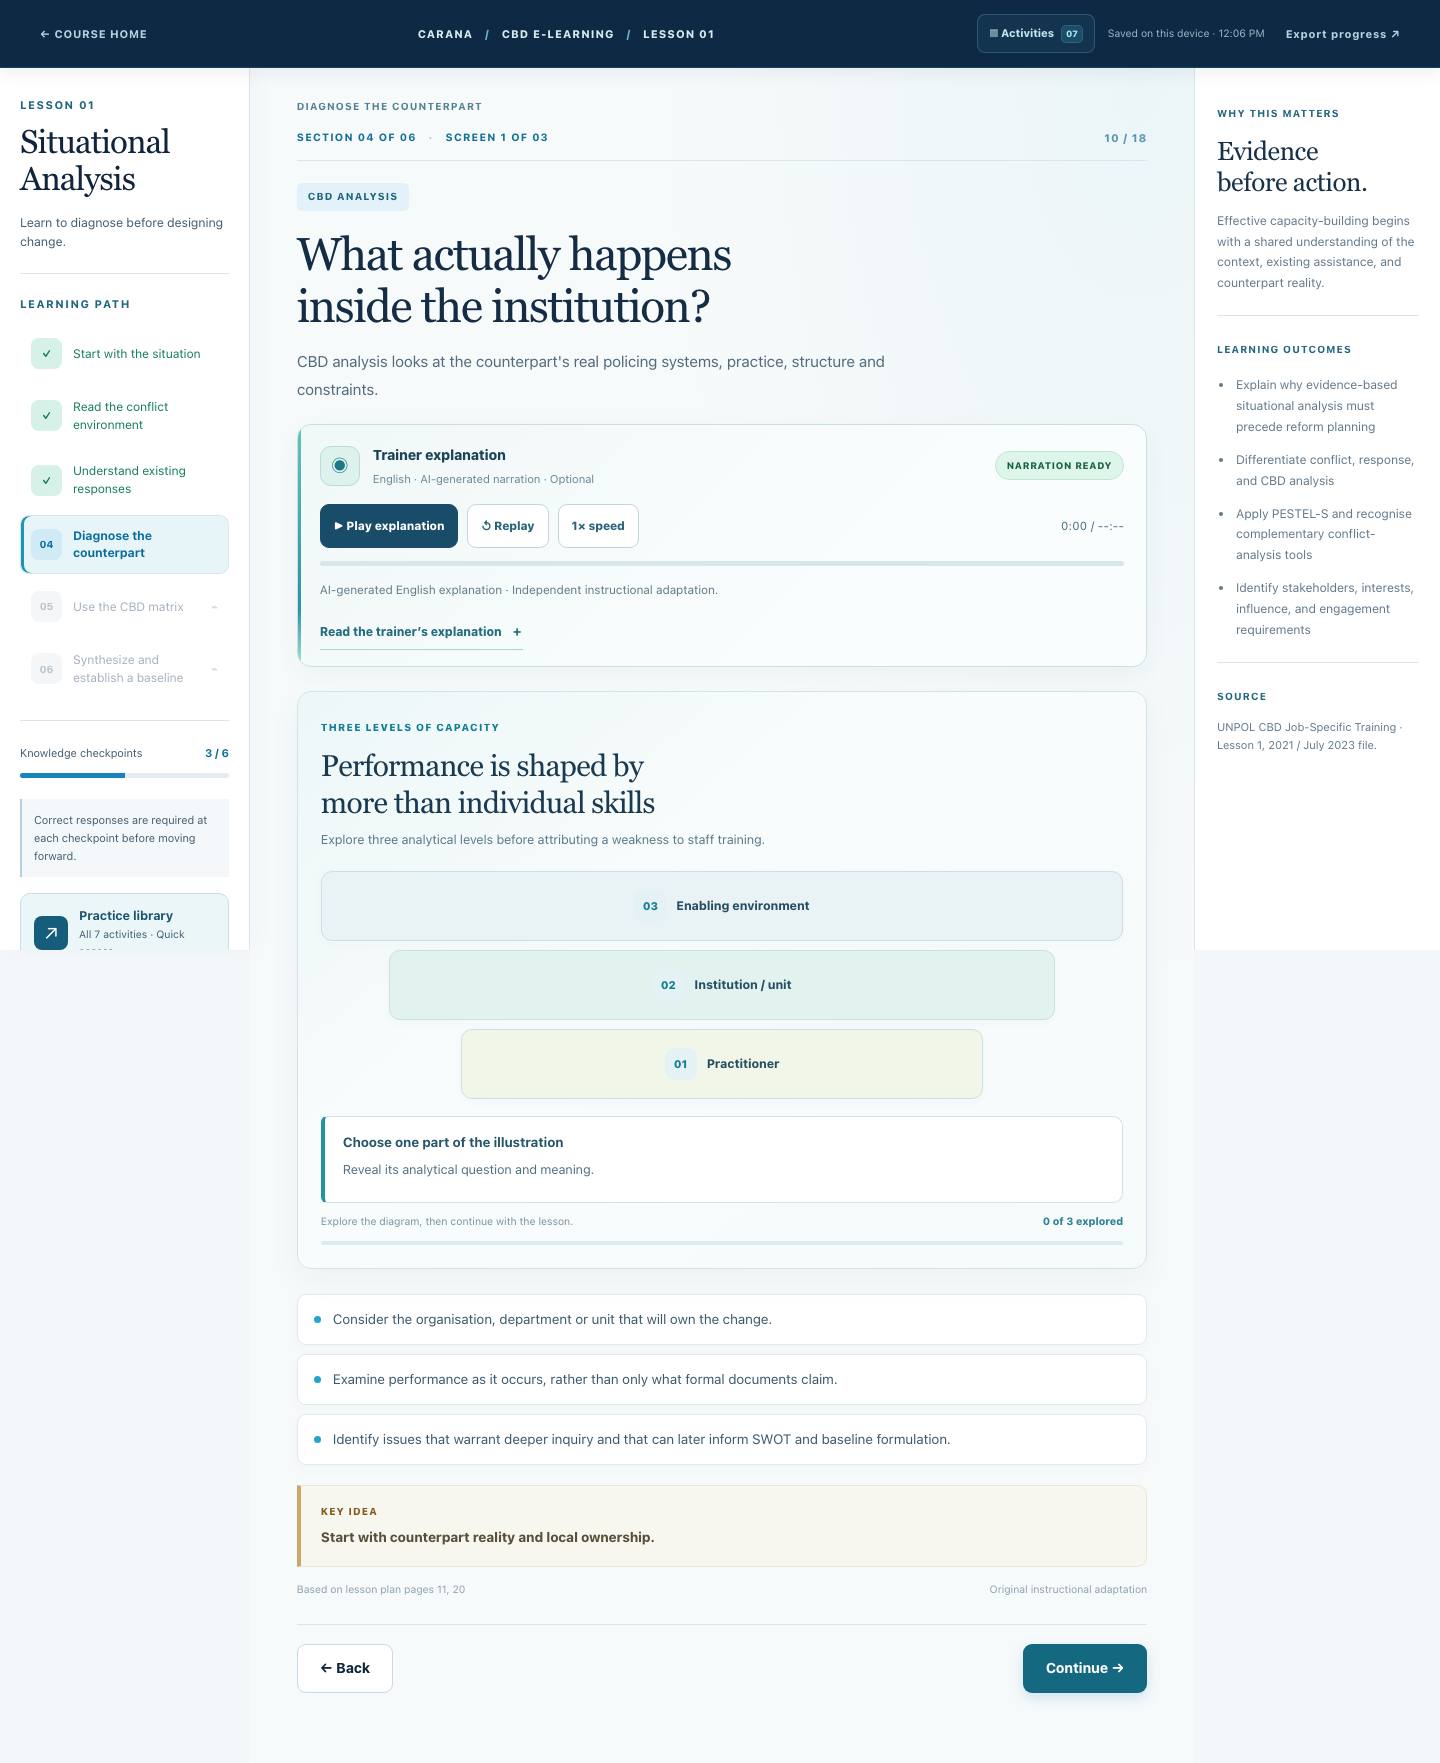 ← COURSE HOME
CARANA / CBD E-LEARNING / LESSON 01
Activities 07
Saved on this device · 12:06 PM
Export progress ↗
LESSON 01
Situational
Analysis
Learn to diagnose before designing
change.
LEARNING PATH
✓ Start with the situation
✓ Read the conflict
environment
✓ Understand existing
responses
04 Diagnose the
counterpart
05 Use the CBD matrix
06 Synthesize and
establish a baseline
Knowledge checkpoints 3 / 6
Correct responses are required at
each checkpoint before moving
forward.
Practice library
All 7 activities · Quick
DIAGNOSE THE COUNTERPART
SECTION 04 OF 06 · SCREEN 1 OF 03
10 / 18
CBD ANALYSIS
What actually happens
inside the institution?
CBD analysis looks at the counterpart's real policing systems, practice, structure and
constraints.
Trainer explanation
English · AI-generated narration · Optional
NARRATION READY
▶ Play explanation
↺ Replay
1× speed
0:00 / --:--
AI-generated English explanation · Independent instructional adaptation.
Read the trainer’s explanation +
THREE LEVELS OF CAPACITY
Performance is shaped by
more than individual skills
Explore three analytical levels before attributing a weakness to staff training.
03 Enabling environment
02 Institution / unit
01 Practitioner
Choose one part of the illustration
Reveal its analytical question and meaning.
Explore the diagram, then continue with the lesson.
0 of 3 explored
Consider the organisation, department or unit that will own the change.
Examine performance as it occurs, rather than only what formal documents claim.
Identify issues that warrant deeper inquiry and that can later inform SWOT and baseline formulation.
KEY IDEA
Start with counterpart reality and local ownership.
Based on lesson plan pages 11, 20
Original instructional adaptation
← Back
Continue →
WHY THIS MATTERS
Evidence
before action.
Effective capacity-building begins
with a shared understanding of the
context, existing assistance, and
counterpart reality.
LEARNING OUTCOMES
• Explain why evidence-based
situational analysis must
precede reform planning
• Differentiate conflict, response,
and CBD analysis
• Apply PESTEL-S and recognise
complementary conflict-
analysis tools
• Identify stakeholders, interests,
influence, and engagement
requirements
SOURCE
UNPOL CBD Job-Specific Training ·
Lesson 1, 2021 / July 2023 file.